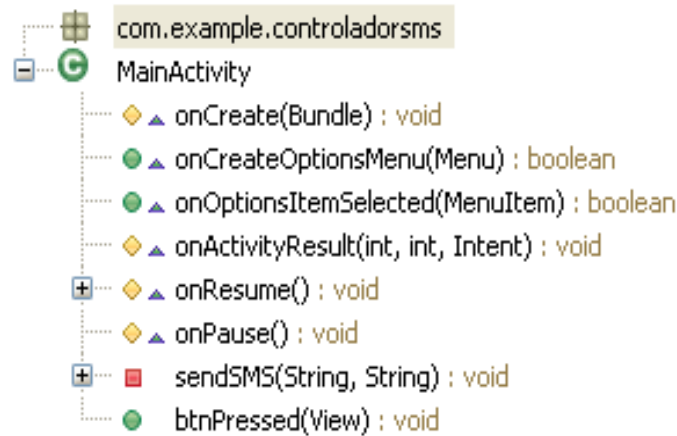 com.example.controladorsms
MainActivity
onCreate(Bundle) : void
onCreateOptionsMenu(Menu) : boolean
onOptionsItemSelected(MenuItem) : boolean
onActivityResult(int, int, Intent) : void
onResume() : void
onPause() : void
sendSMS(String, String) : void
btnPressed(View) : void